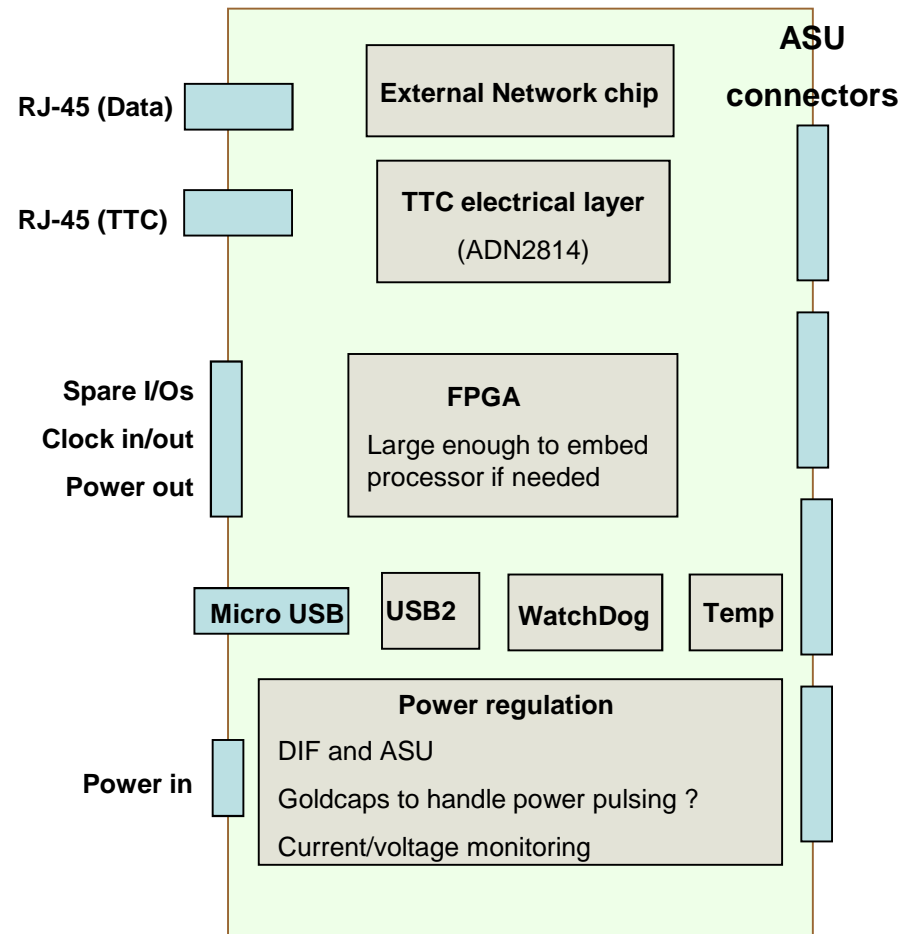 ASU
connectors
RJ-45 (Data)
External Network chip
RJ-45 (TTC)
TTC electrical layer
(ADN2814)
Spare I/Os
Clock in/out
Power out
FPGA
Large enough to embed
processor if needed
Micro USB
USB2
WatchDog
Temp
Power in
Power regulation
DIF and ASU
Goldcaps to handle power pulsing ?
Current/voltage monitoring